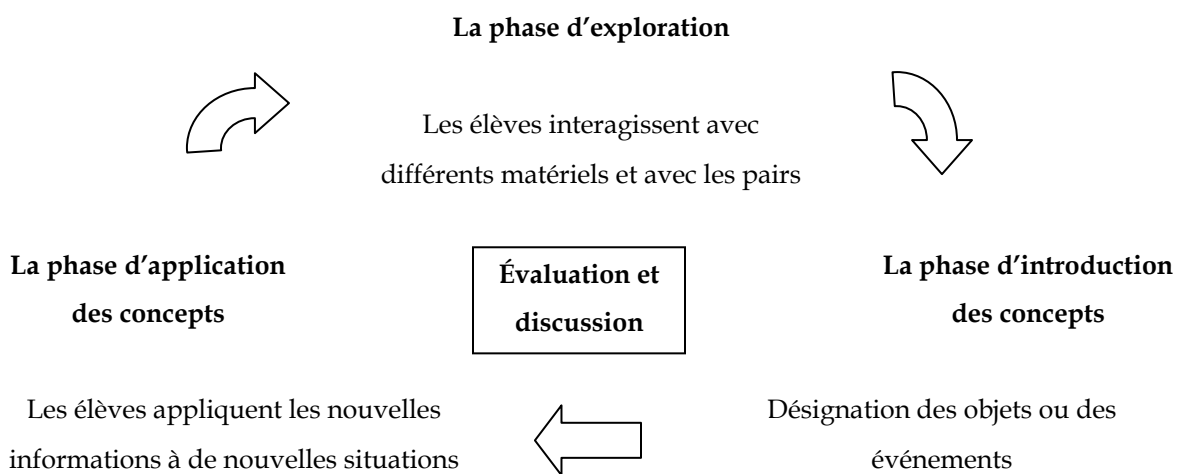 La phase d’exploration
Les élèves interagissent avec
différents matériels et avec les pairs
La phase d’application
des concepts
Évaluation et
discussion
La phase d’introduction
des concepts
Les élèves appliquent les nouvelles
informations à de nouvelles situations
Désignation des objets ou des
événements